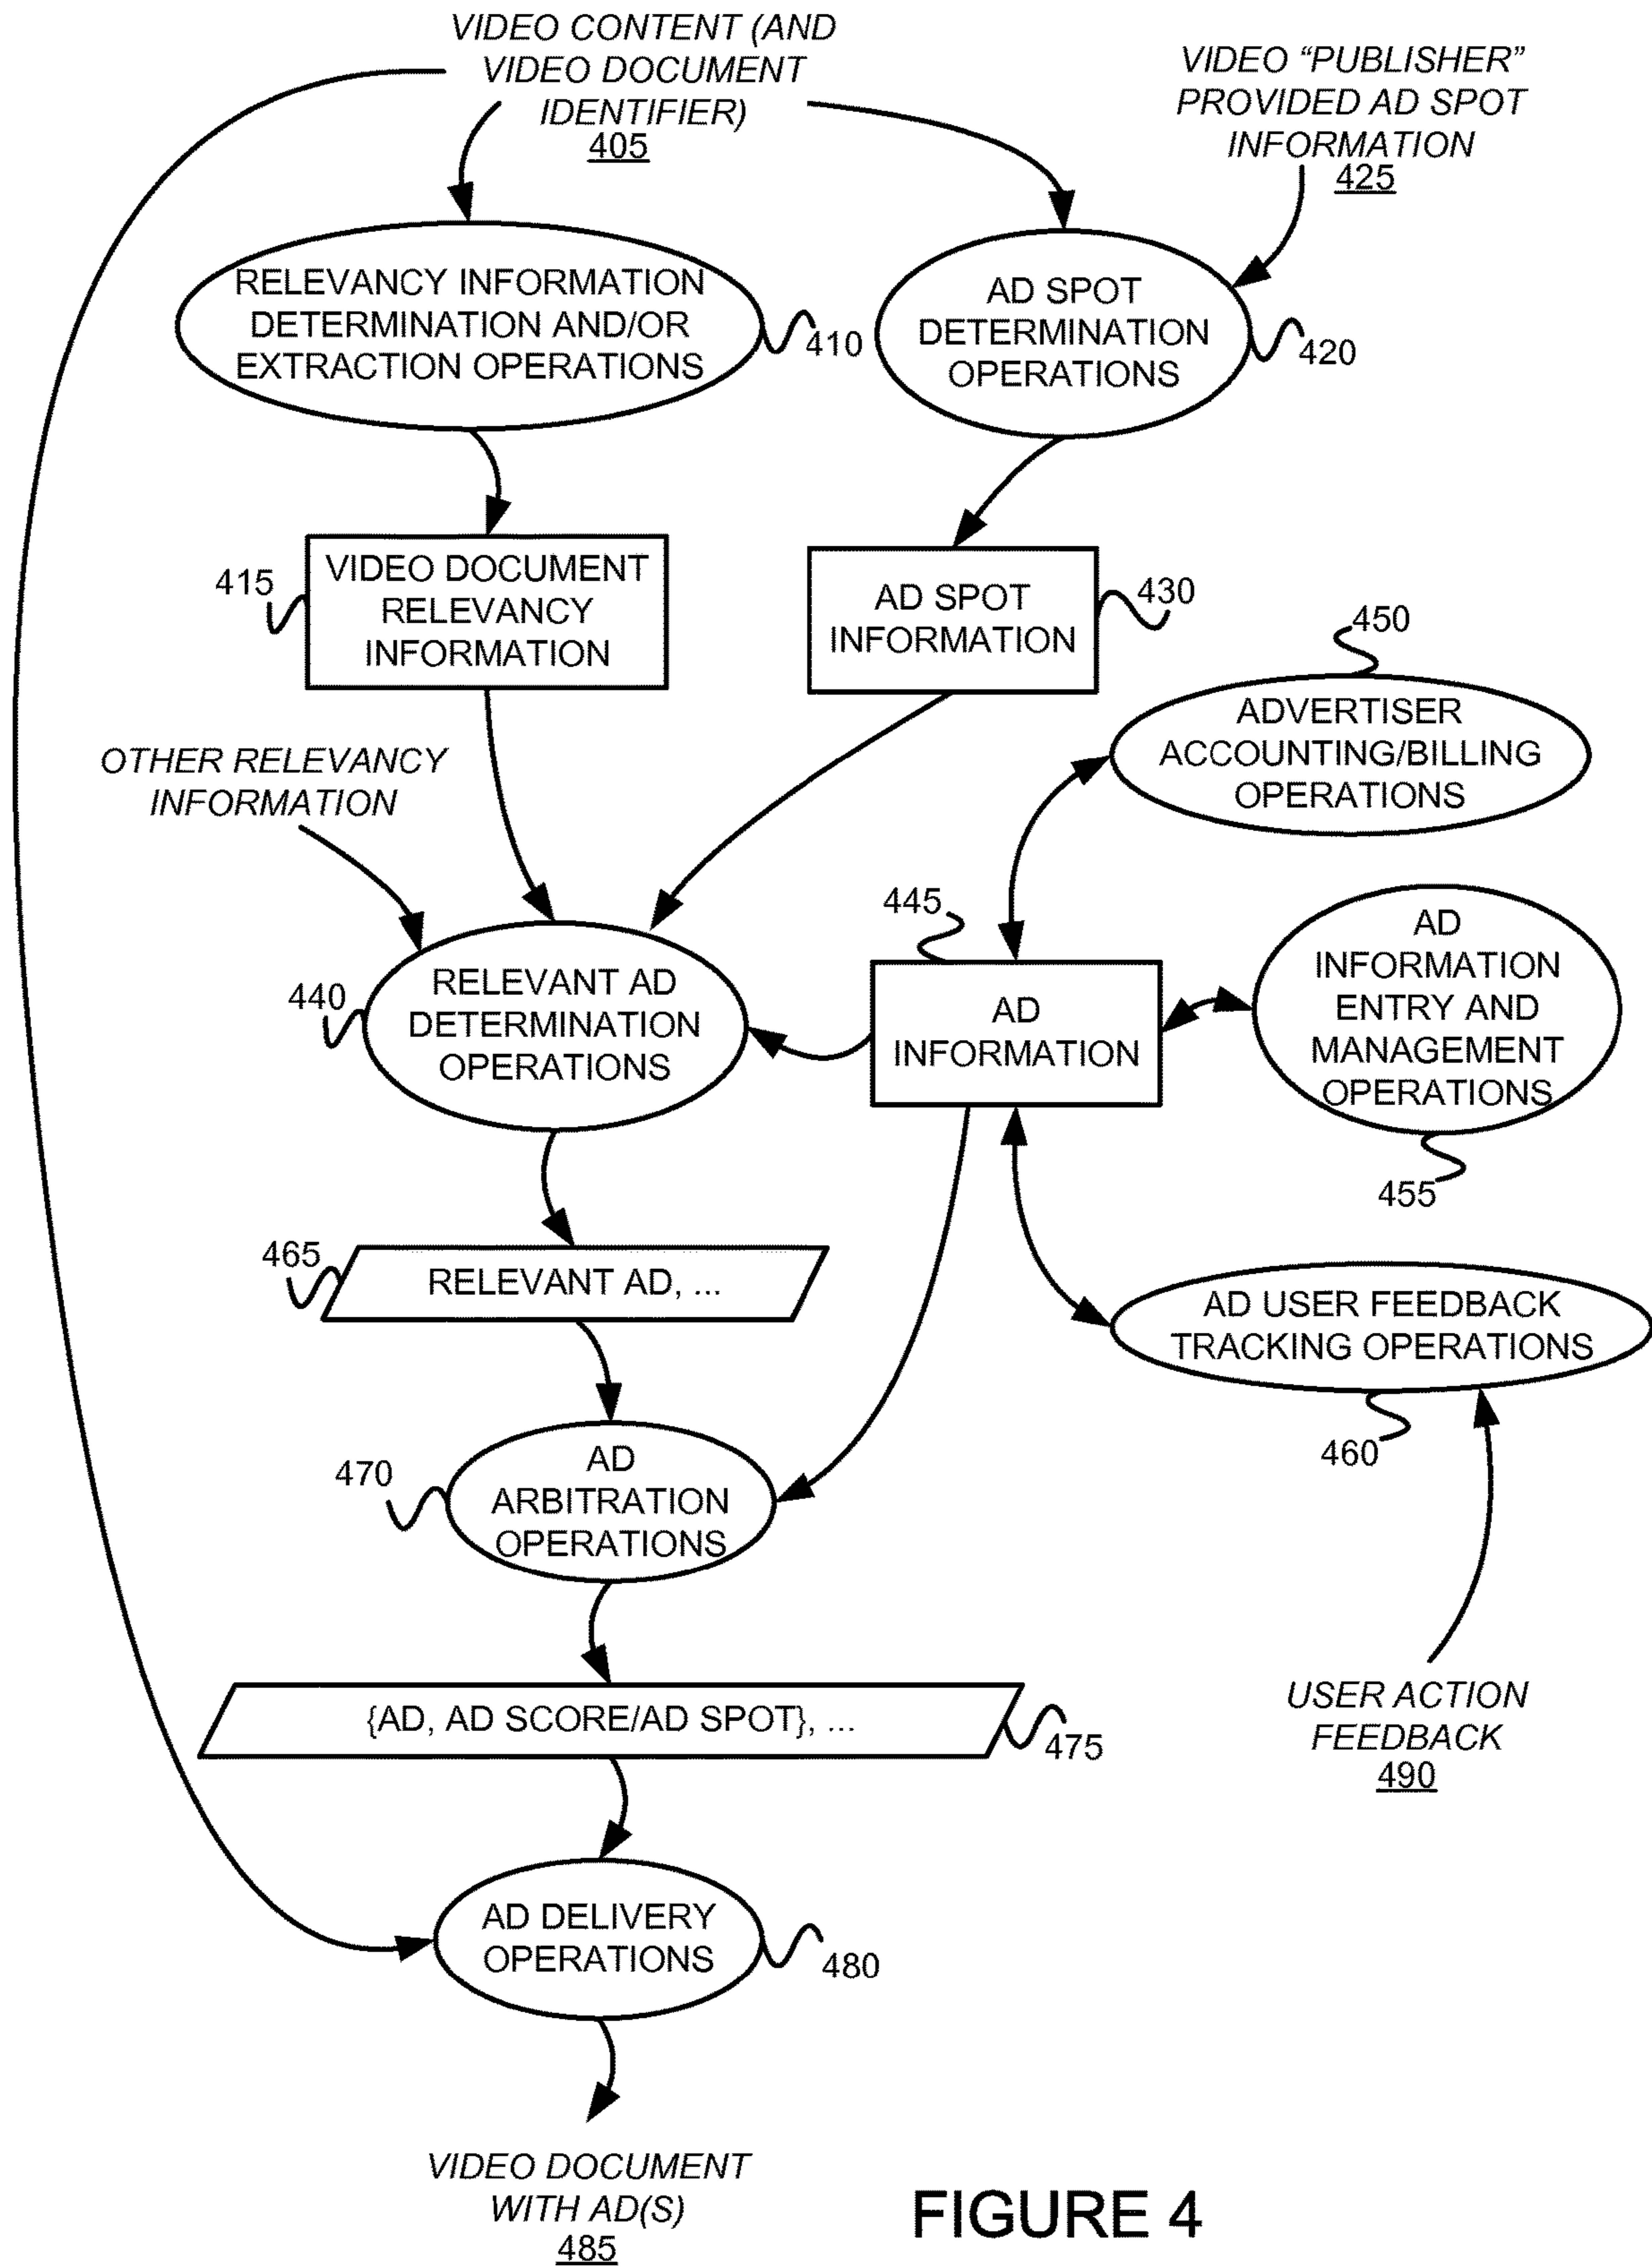 VIDEO CONTENT (AND
VIDEO DOCUMENT
IDENTIFIER)
405
VIDEO “PUBLISHER”
PROVIDED AD SPOT
INFORMATION
425
RELEVANCY INFORMATION
DETERMINATION AND/OR
EXTRACTION OPERATIONS
410
AD SPOT
DETERMINATION
OPERATIONS
420
415
VIDEO DOCUMENT
RELEVANCY
INFORMATION
AD SPOT
INFORMATION
430
450
ADVERTISER
ACCOUNTING/BILLING
OPERATIONS
OTHER RELEVANCY
INFORMATION
445
AD
INFORMATION
ENTRY AND
MANAGEMENT
OPERATIONS
455
440
RELEVANT AD
DETERMINATION
OPERATIONS
AD
INFORMATION
465
RELEVANT AD, ...
AD USER FEEDBACK
TRACKING OPERATIONS
460
470
AD
ARBITRATION
OPERATIONS
{AD, AD SCORE/AD SPOT}, ...
475
USER ACTION
FEEDBACK
490
AD DELIVERY
OPERATIONS
480
VIDEO DOCUMENT
WITH AD(S)
485
FIGURE 4